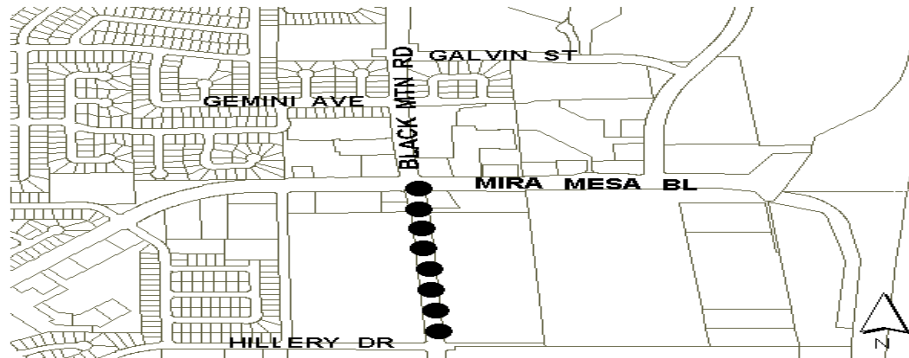 GALVIN ST
BLACK MTN RD
GEMINI AVE
MIRA MESA BL
HILLERY DR
N